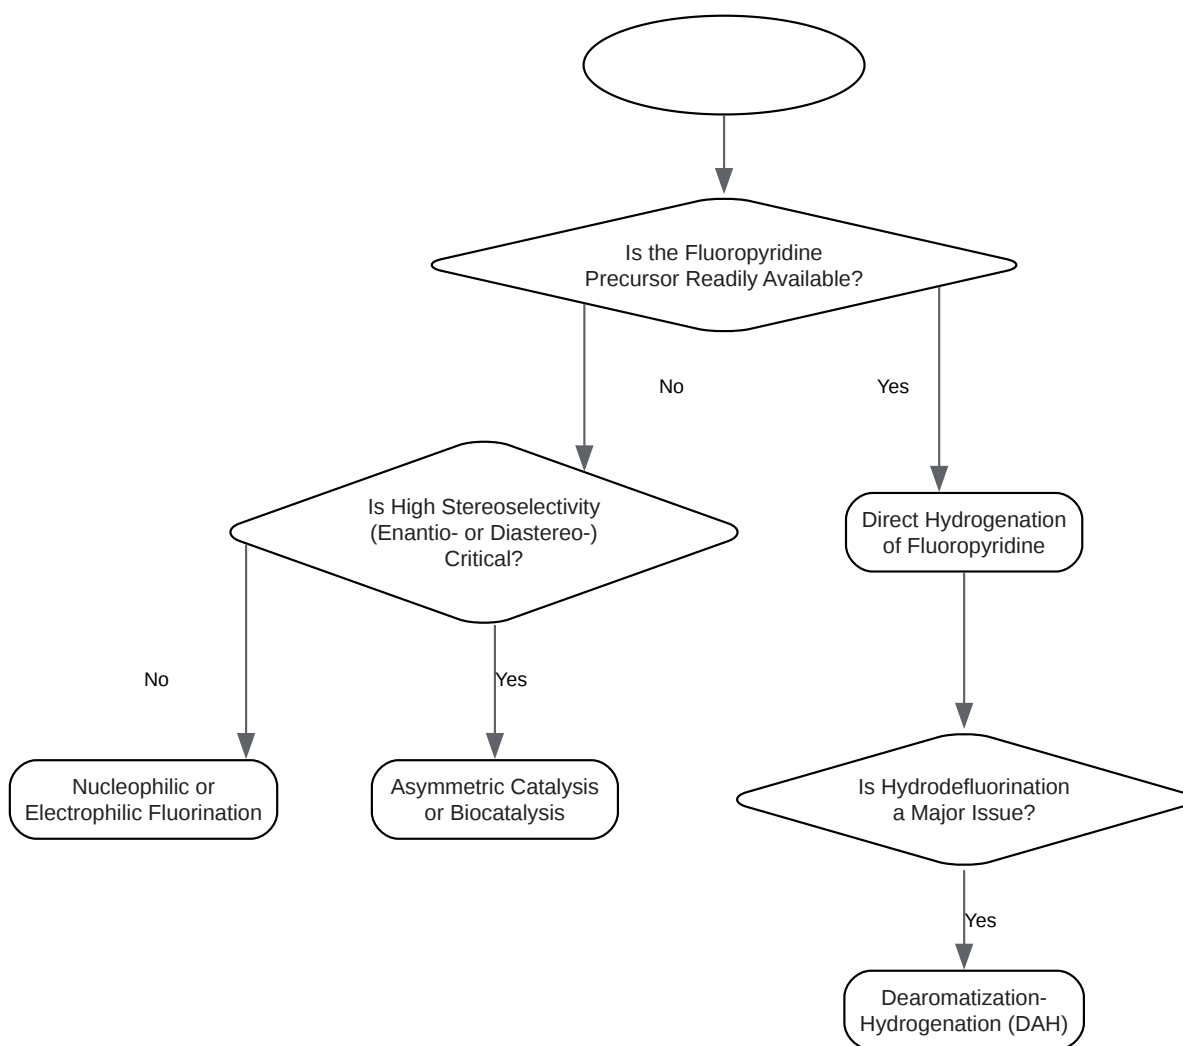 Is the Fluoropyridine
Precursor Readily Available?
No
Yes
Is High Stereoselectivity
(Enantio- or Diastereo-)
Critical?
Direct Hydrogenation
of Fluoropyridine
No
Yes
Nucleophilic or
Electrophilic Fluorination
Asymmetric Catalysis
or Biocatalysis
Is Hydrodefluorination
a Major Issue?
Yes
Dearomatization-
Hydrogenation (DAH)